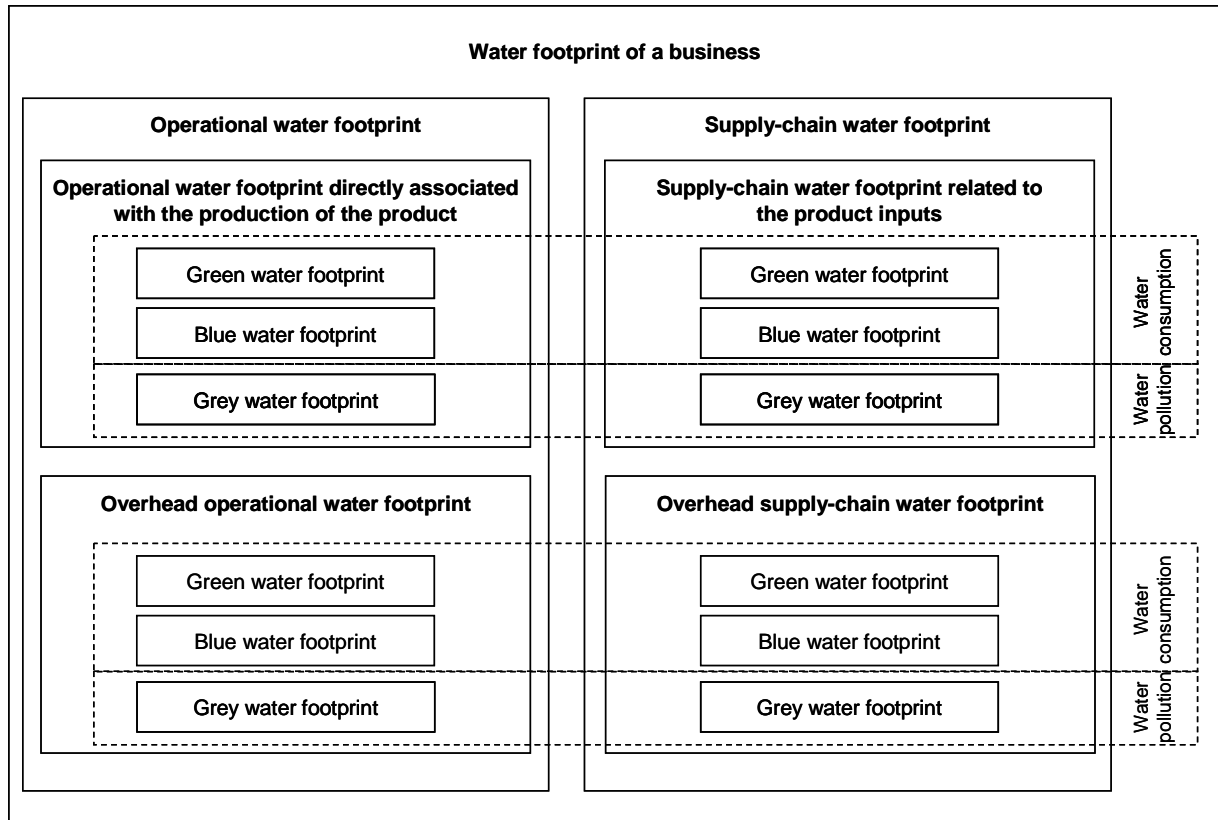 Water footprint of a business
Operational water footprint
Supply-chain water footprint
Operational water footprint directly associated
with the production of the product
Supply-chain water footprint related to
the product inputs
Green water footprint
Green water footprint
Blue water footprint
Blue water footprint
Water
consumption
Grey water footprint
Grey water footprint
Water
pollution
Overhead operational water footprint
Overhead supply-chain water footprint
Green water footprint
Green water footprint
Blue water footprint
Blue water footprint
Water
consumption
Grey water footprint
Grey water footprint
Water
pollution